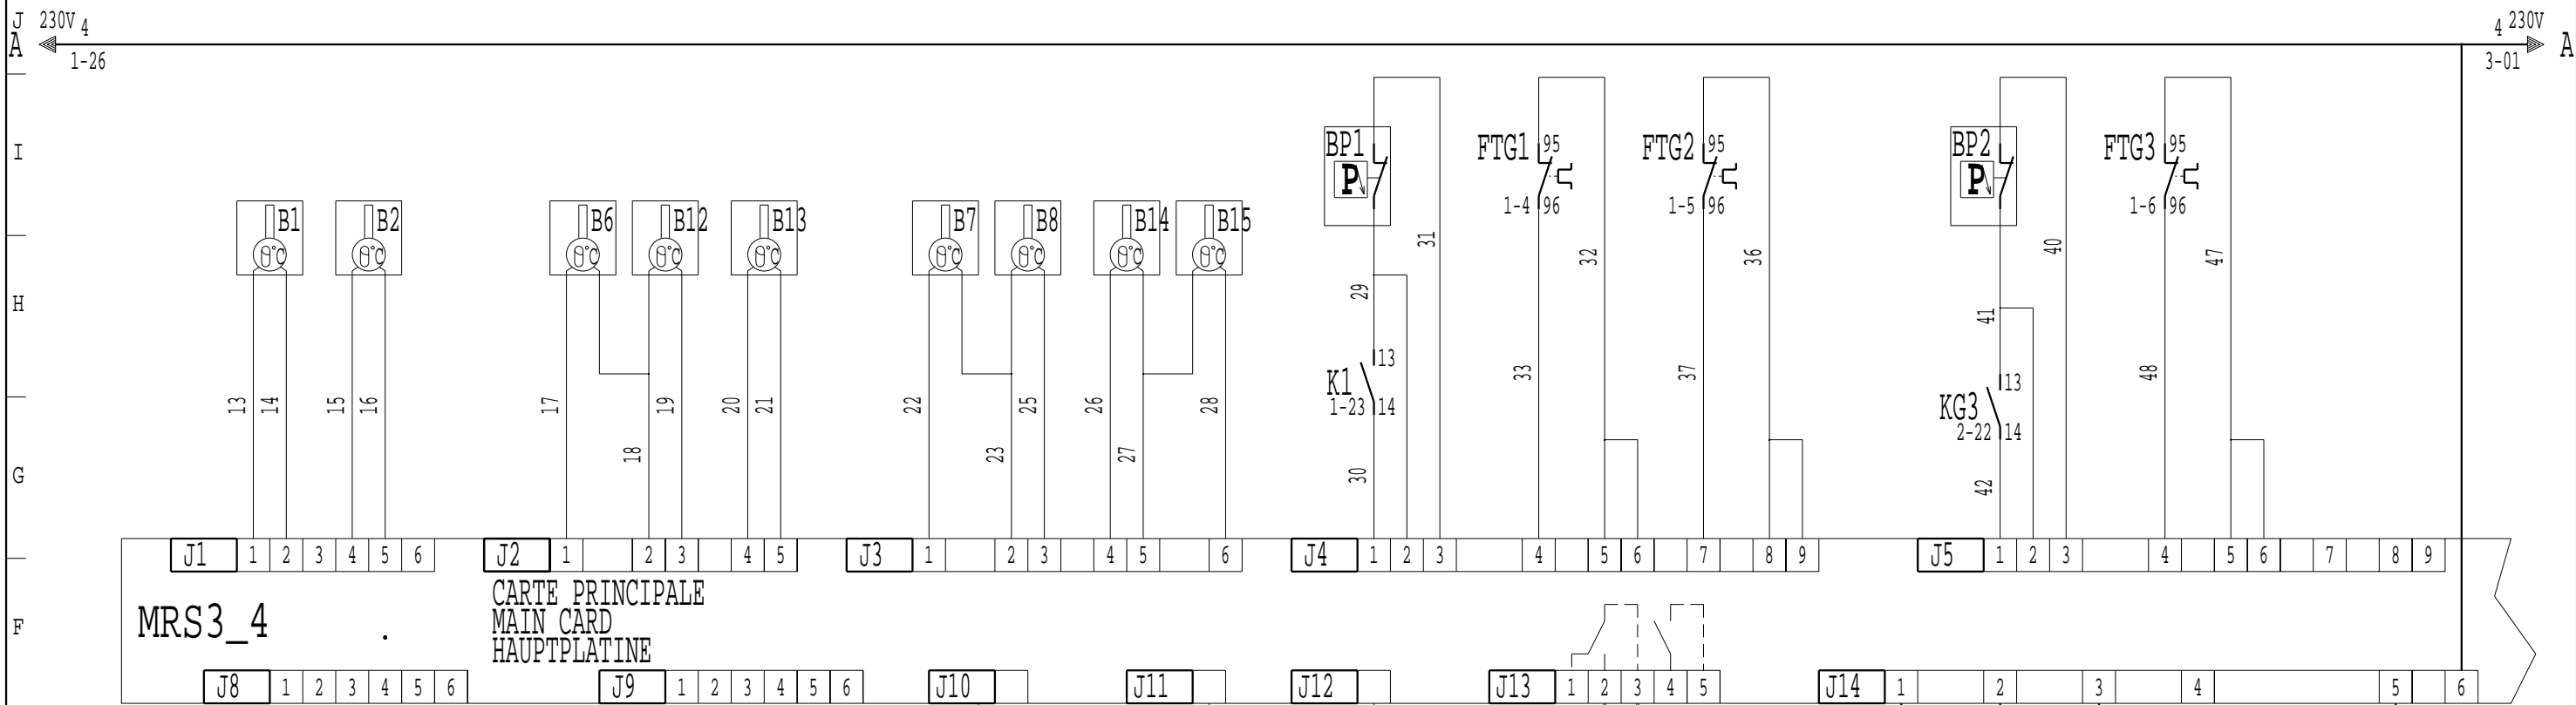 J 230V 4 4 230V
A A
1-26 3-01
I
BP1 P
FTG1 95
1-4 96
FTG2 95
1-5 96
BP2 P
FTG3 95
1-6 96
B1 B2 B6 B12 B13 B7 B8 B14 B15
θ°C θ°C θ°C θ°C θ°C θ°C θ°C θ°C θ°C
31 32 36 40 47
H
29 41
13
K1
1-23 14
33 37 48
13
KG3
2-22 14
13 14 15 16 17 19 20 21 22 25 26 28
18 23 27 30 42
G
J1 1 2 3 4 5 6
J2 1 2 3 4 5
J3 1 2 3 4 5 6
J4 1 2 3 4 5 6 7 8 9
J5 1 2 3 4 5 6 7 8 9
F
MRS3_4 .
CARTE PRINCIPALE
MAIN CARD
HAUPTPLATINE
J8 1 2 3 4 5 6
J9 1 2 3 4 5 6
J10
J11
J12
J13 1 2 3 4 5
J14 1 2 3 4 5 6